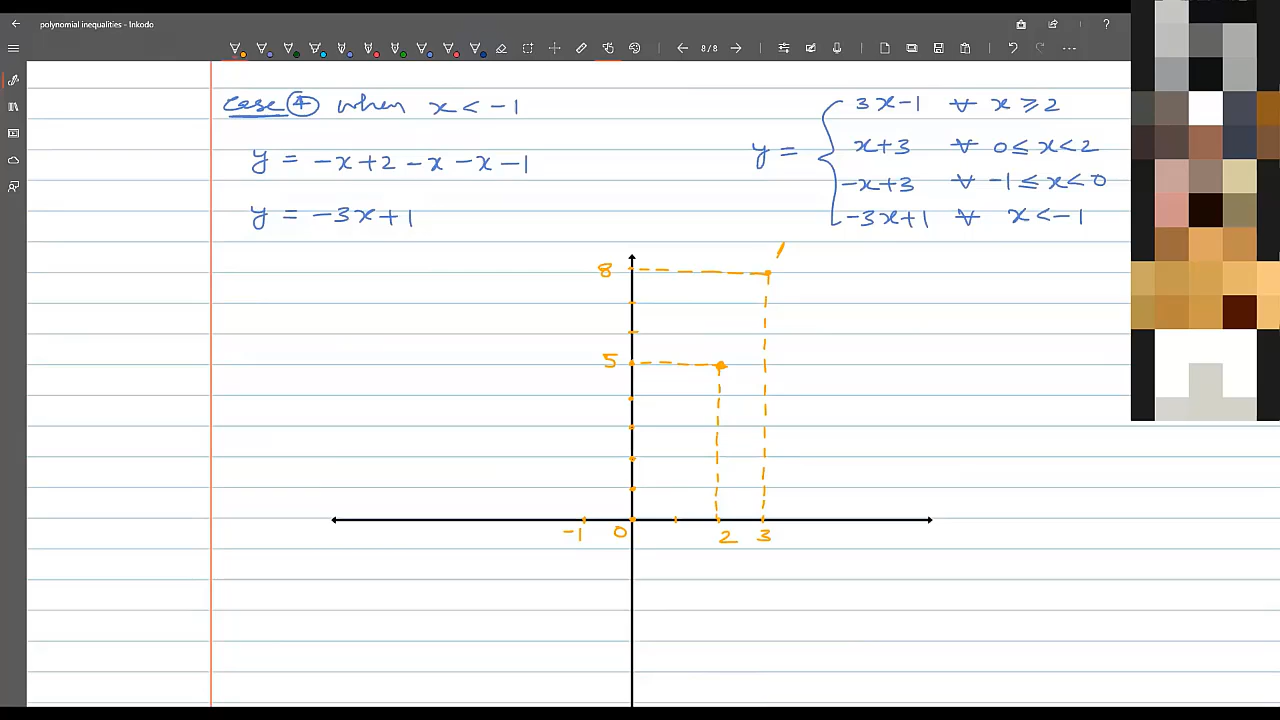 polynomial inequalities - Inkodo
8/8
case ④ when x < -1
y = -x+2 -x -x -1
y = -3x+1
y = { 3x-1 ∀ x ≥ 2
x+3 ∀ 0 ≤ x < 2
-x+3 ∀ -1 ≤ x < 0
-3x+1 ∀ x < -1
8
5
-1 0 2 3